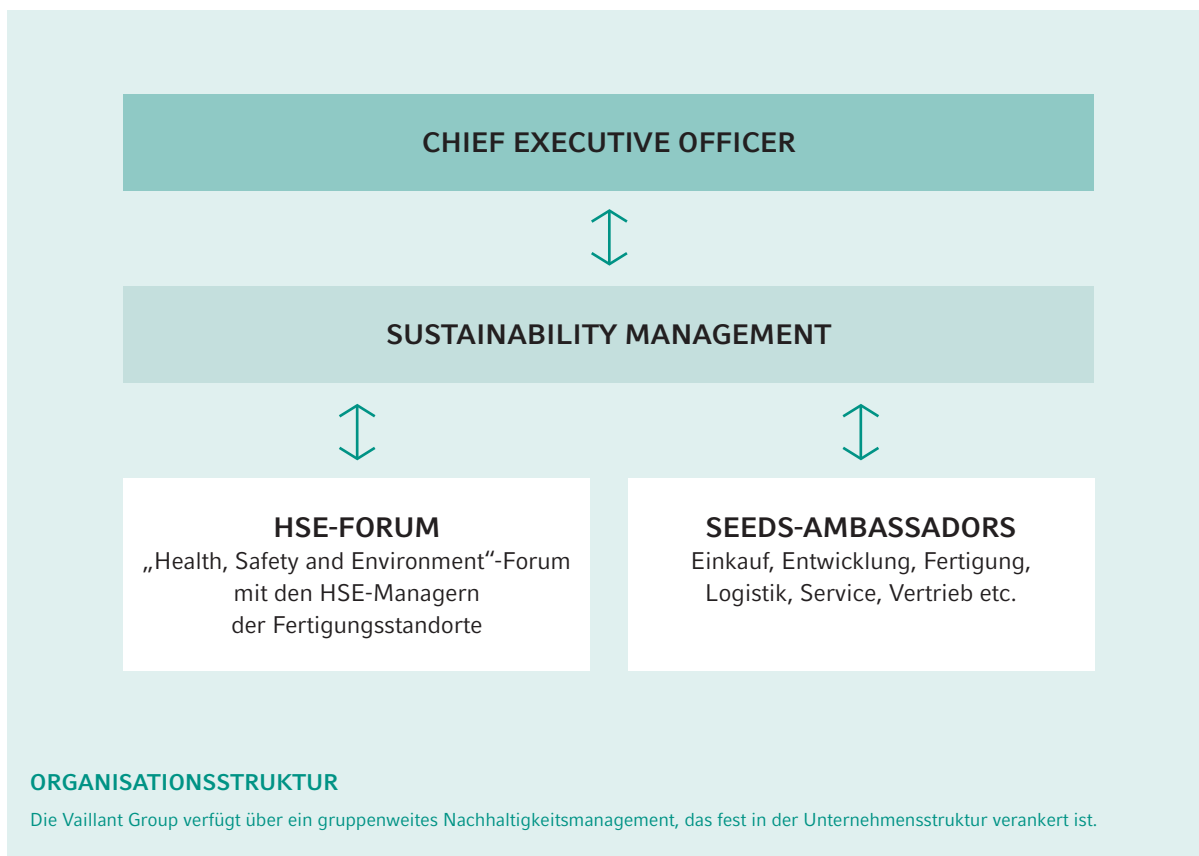 CHIEF EXECUTIVE OFFICER
SUSTAINABILITY MANAGEMENT
HSE-FORUM
„Health, Safety and Environment“-Forum
mit den HSE-Managern
der Fertigungsstandorte
SEEDS-AMBASSADORS
Einkauf, Entwicklung, Fertigung,
Logistik, Service, Vertrieb etc.
ORGANISATIONSSTRUKTUR
Die Vaillant Group verfügt über ein gruppenweites Nachhaltigkeitsmanagement, das fest in der Unternehmensstruktur verankert ist.